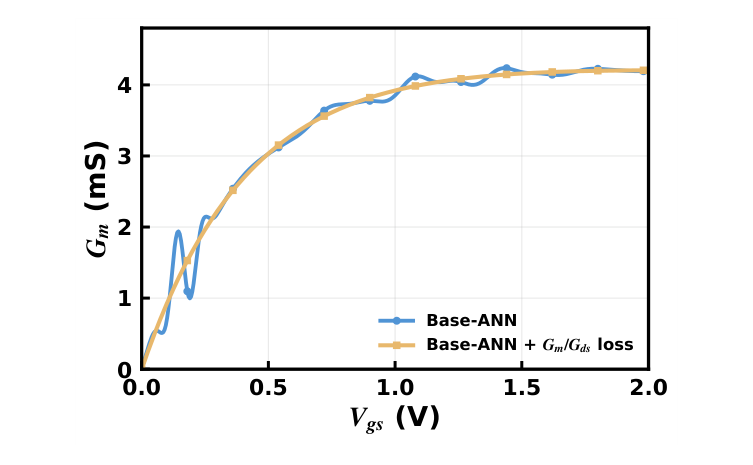 4
3
2
1
0
G_m (mS)
0.0 0.5 1.0 1.5 2.0
V_gs (V)
Base-ANN
Base-ANN + G_m/G_ds loss